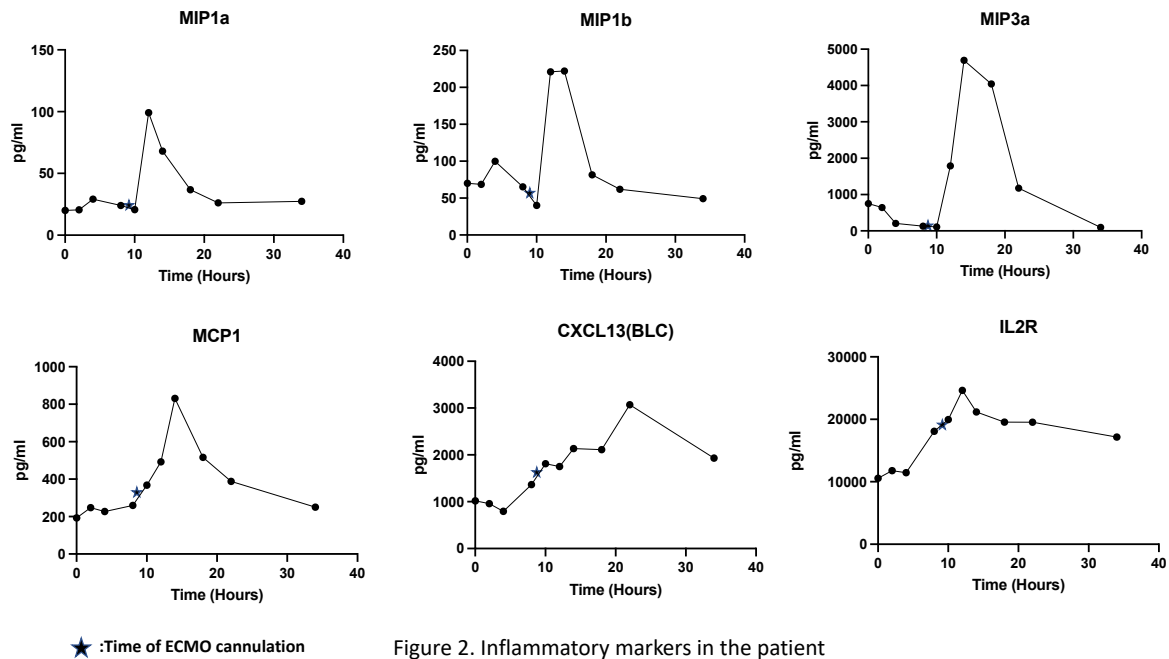 MIP1a
150
100
50
0
pg/ml
0 10 20 30 40
Time (Hours)
MIP1b
250
200
150
100
50
0
pg/ml
0 10 20 30 40
Time (Hours)
MIP3a
5000
4000
3000
2000
1000
0
pg/ml
0 10 20 30 40
Time (Hours)
MCP1
1000
800
600
400
200
0
pg/ml
0 10 20 30 40
Time (Hours)
CXCL13(BLC)
4000
3000
2000
1000
0
pg/ml
0 10 20 30 40
Time (Hours)
IL2R
30000
20000
10000
0
pg/ml
0 10 20 30 40
Time (Hours)
:Time of ECMO cannulation
Figure 2. Inflammatory markers in the patient